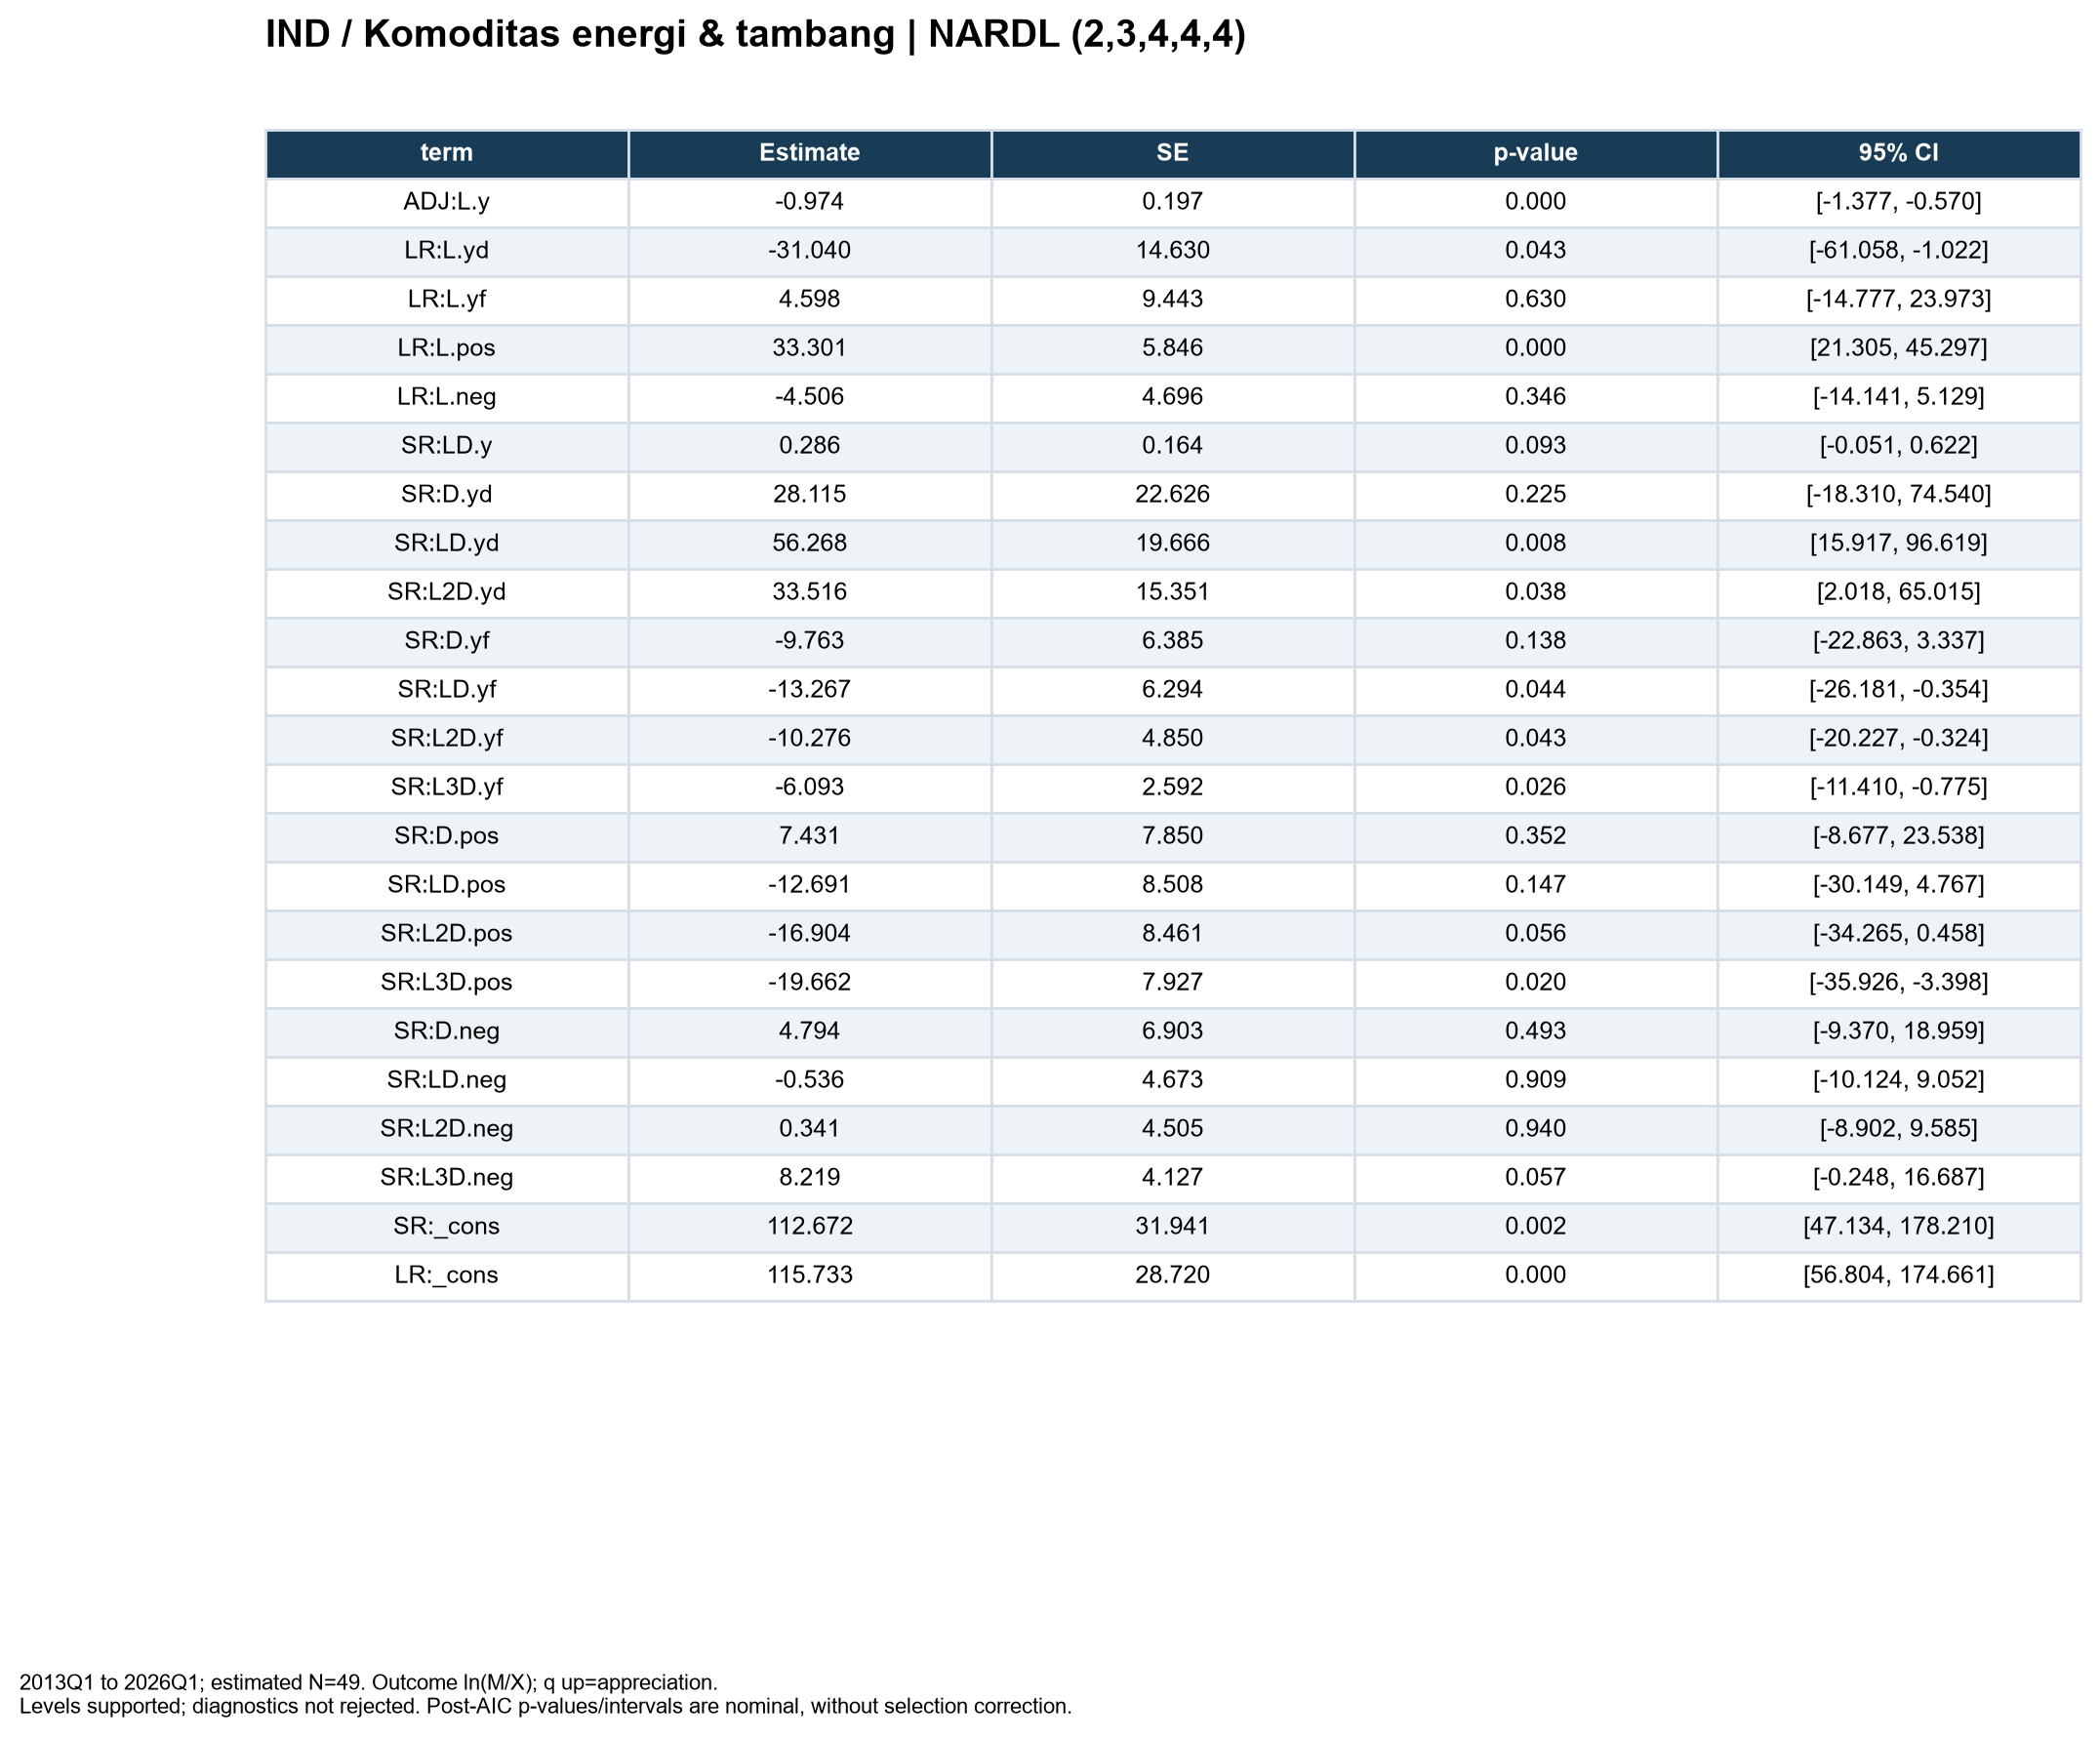 IND / Komoditas energi & tambang | NARDL (2,3,4,4,4)
term Estimate SE p-value 95% CI
ADJ:L.y -0.974 0.197 0.000 [-1.377, -0.570]
LR:L.yd -31.040 14.630 0.043 [-61.058, -1.022]
LR:L.yf 4.598 9.443 0.630 [-14.777, 23.973]
LR:L.pos 33.301 5.846 0.000 [21.305, 45.297]
LR:L.neg -4.506 4.696 0.346 [-14.141, 5.129]
SR:LD.y 0.286 0.164 0.093 [-0.051, 0.622]
SR:D.yd 28.115 22.626 0.225 [-18.310, 74.540]
SR:LD.yd 56.268 19.666 0.008 [15.917, 96.619]
SR:L2D.yd 33.516 15.351 0.038 [2.018, 65.015]
SR:D.yf -9.763 6.385 0.138 [-22.863, 3.337]
SR:LD.yf -13.267 6.294 0.044 [-26.181, -0.354]
SR:L2D.yf -10.276 4.850 0.043 [-20.227, -0.324]
SR:L3D.yf -6.093 2.592 0.026 [-11.410, -0.775]
SR:D.pos 7.431 7.850 0.352 [-8.677, 23.538]
SR:LD.pos -12.691 8.508 0.147 [-30.149, 4.767]
SR:L2D.pos -16.904 8.461 0.056 [-34.265, 0.458]
SR:L3D.pos -19.662 7.927 0.020 [-35.926, -3.398]
SR:D.neg 4.794 6.903 0.493 [-9.370, 18.959]
SR:LD.neg -0.536 4.673 0.909 [-10.124, 9.052]
SR:L2D.neg 0.341 4.505 0.940 [-8.902, 9.585]
SR:L3D.neg 8.219 4.127 0.057 [-0.248, 16.687]
SR:_cons 112.672 31.941 0.002 [47.134, 178.210]
LR:_cons 115.733 28.720 0.000 [56.804, 174.661]
2013Q1 to 2026Q1; estimated N=49. Outcome ln(M/X); q up=appreciation.
Levels supported; diagnostics not rejected. Post-AIC p-values/intervals are nominal, without selection correction.